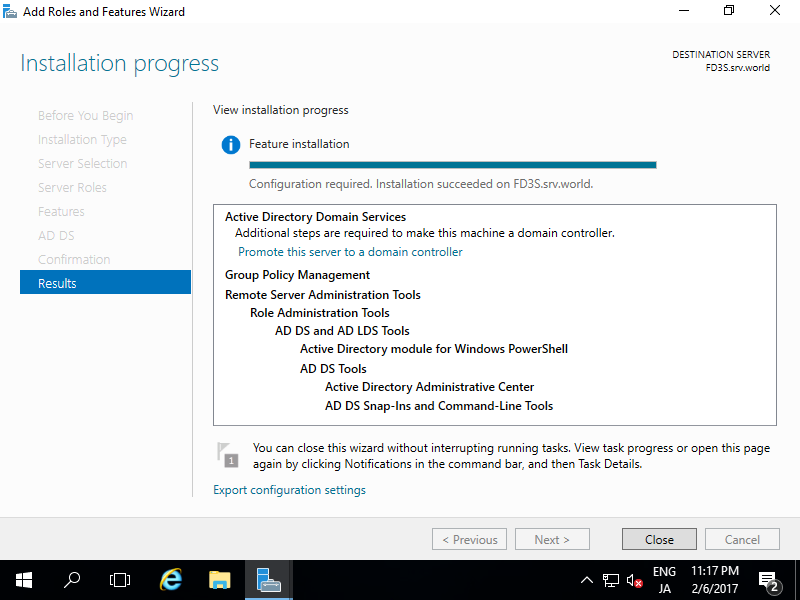 Add Roles and Features Wizard
Installation progress
DESTINATION SERVER
FD3S.srv.world
Before You Begin
Installation Type
Server Selection
Server Roles
Features
AD DS
Confirmation
Results
View installation progress
Feature installation
Configuration required. Installation succeeded on FD3S.srv.world.
Active Directory Domain Services
Additional steps are required to make this machine a domain controller.
Promote this server to a domain controller
Group Policy Management
Remote Server Administration Tools
Role Administration Tools
AD DS and AD LDS Tools
Active Directory module for Windows PowerShell
AD DS Tools
Active Directory Administrative Center
AD DS Snap-Ins and Command-Line Tools
1
You can close this wizard without interrupting running tasks. View task progress or open this page
again by clicking Notifications in the command bar, and then Task Details.
Export configuration settings
< Previous
Next >
Close
Cancel
ENG
JA
11:17 PM
2/6/2017
2